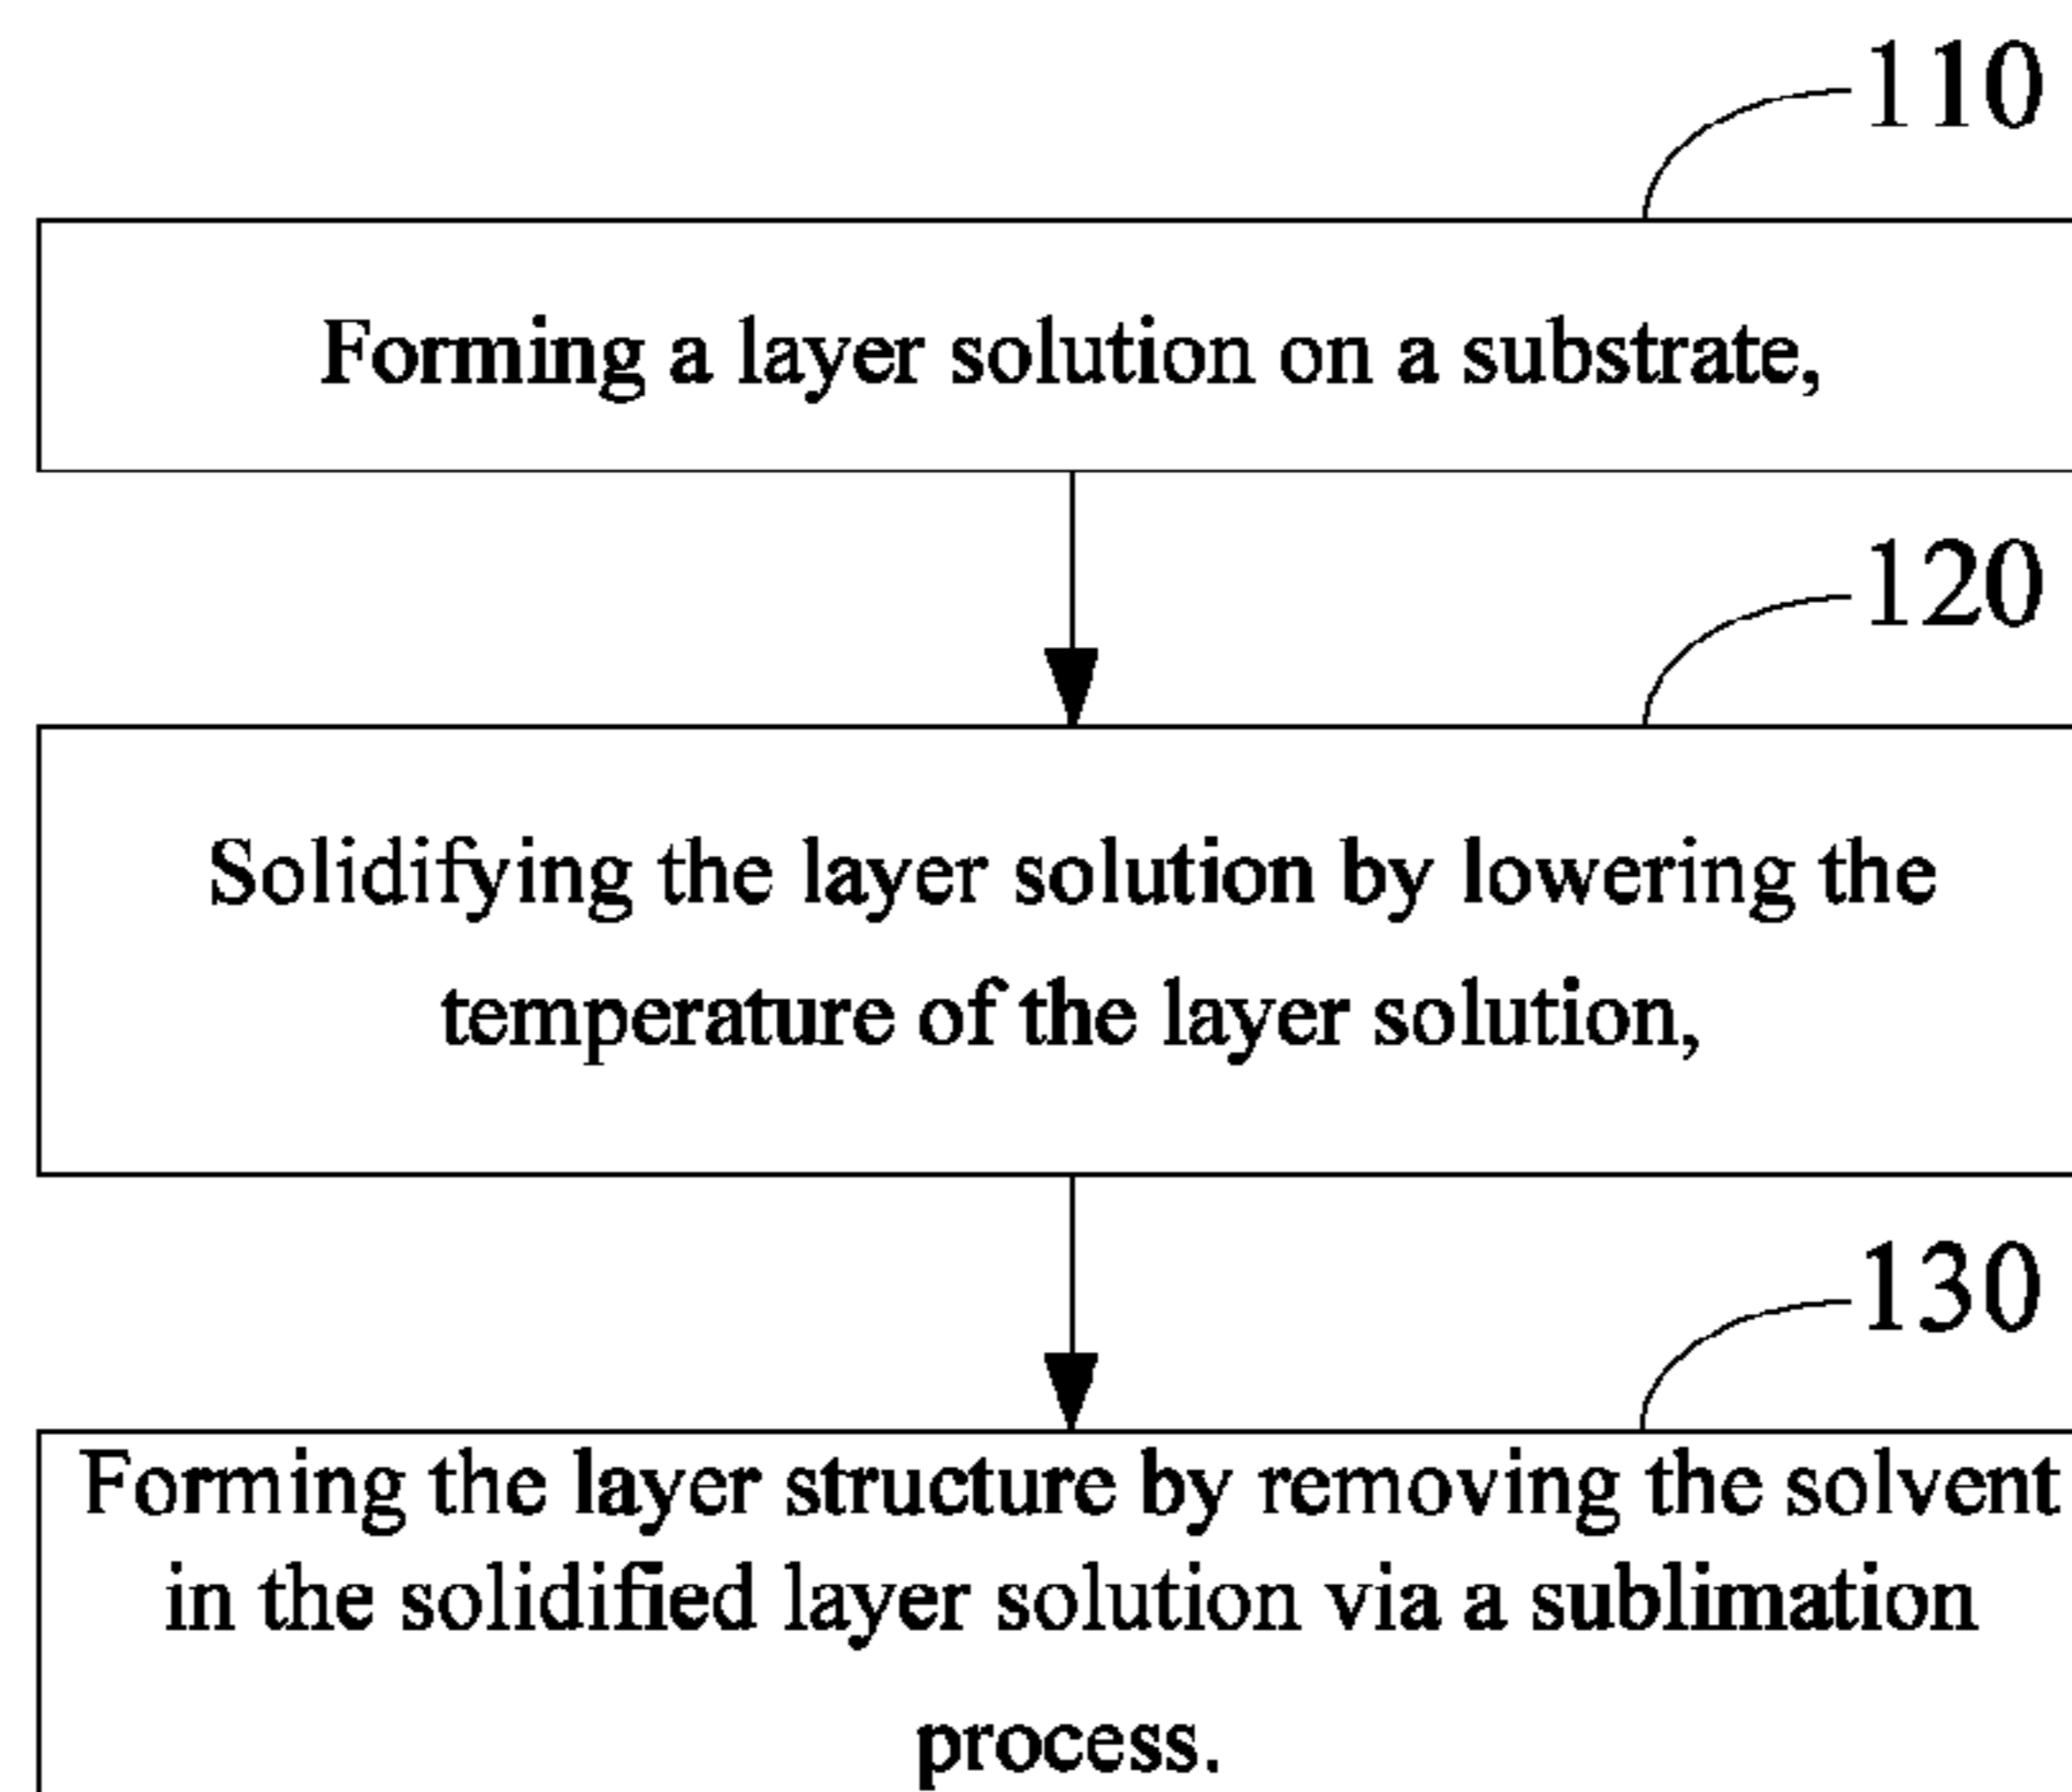 110
Forming a layer solution on a substrate,
120
Solidifying the layer solution by lowering the
temperature of the layer solution,
130
Forming the layer structure by removing the solvent
in the solidified layer solution via a sublimation
process.